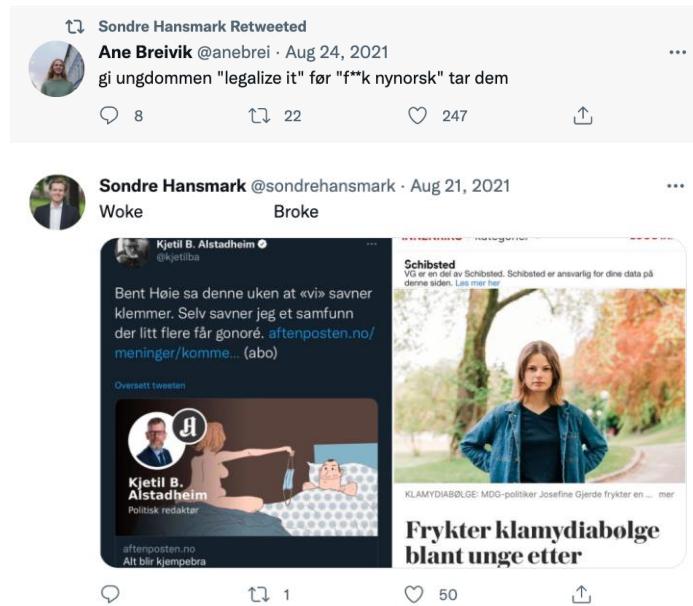 Sondre Hansmark Retweeted
Ane Breivik @anebrei · Aug 24, 2021
gi ungdommen "legalize it" før "f**k nynorsk" tar dem
8 22 247
Sondre Hansmark @sondrehansmark · Aug 21, 2021
Woke Broke
Kjetil B. Alstadheim
@kjetilba
Bent Høie sa denne uken at «vi» savner
klemmer. Selv savner jeg et samfunn
der litt flere får gonoré. aftenposten.no/
meninger/komme... (abo)
Oversett tweeten
Kjetil B.
Alstadheim
Politisk redaktør
aftenposten.no
Alt blir kjempebra
Schibsted
VG er en del av Schibsted. Schibsted er ansvarlig for dine data på
denne siden. Les mer her
KLAMYDIABØLGE: MDG-politiker Josefine Gjerde frykter en ... mer
Frykter klamydiabølge
blant unge etter
1 50